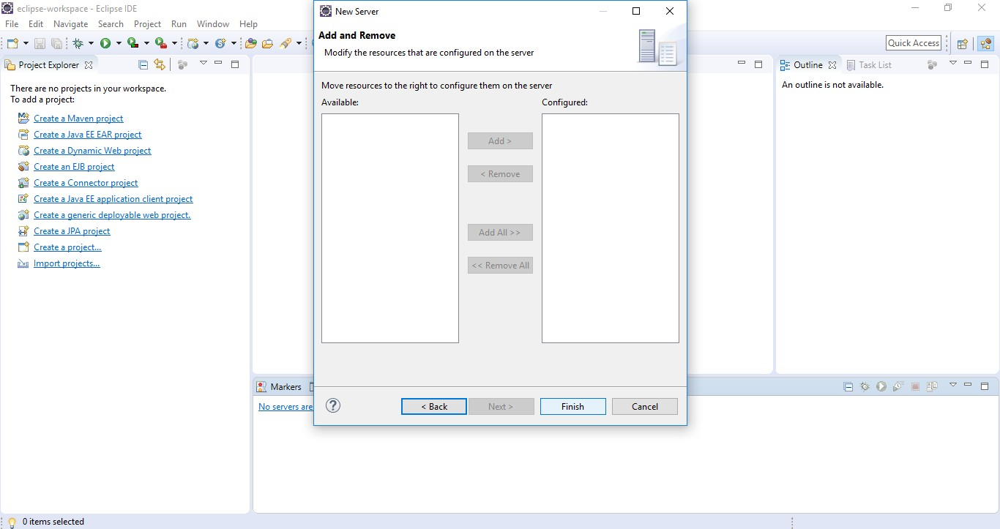 eclipse-workspace - Eclipse IDE
File Edit Navigate Search Project Run Window Help
Quick Access
Project Explorer
There are no projects in your workspace.
To add a project:
Create a Maven project
Create a Java EE EAR project
Create a Dynamic Web project
Create an EJB project
Create a Connector project
Create a Java EE application client project
Create a generic deployable web project.
Create a JPA project
Create a project...
Import projects...
New Server
Add and Remove
Modify the resources that are configured on the server
Move resources to the right to configure them on the server
Available:
Configured:
Add >
< Remove
Add All >>
<< Remove All
< Back
Next >
Finish
Cancel
Outline
Task List
An outline is not available.
Markers
No servers are
0 items selected